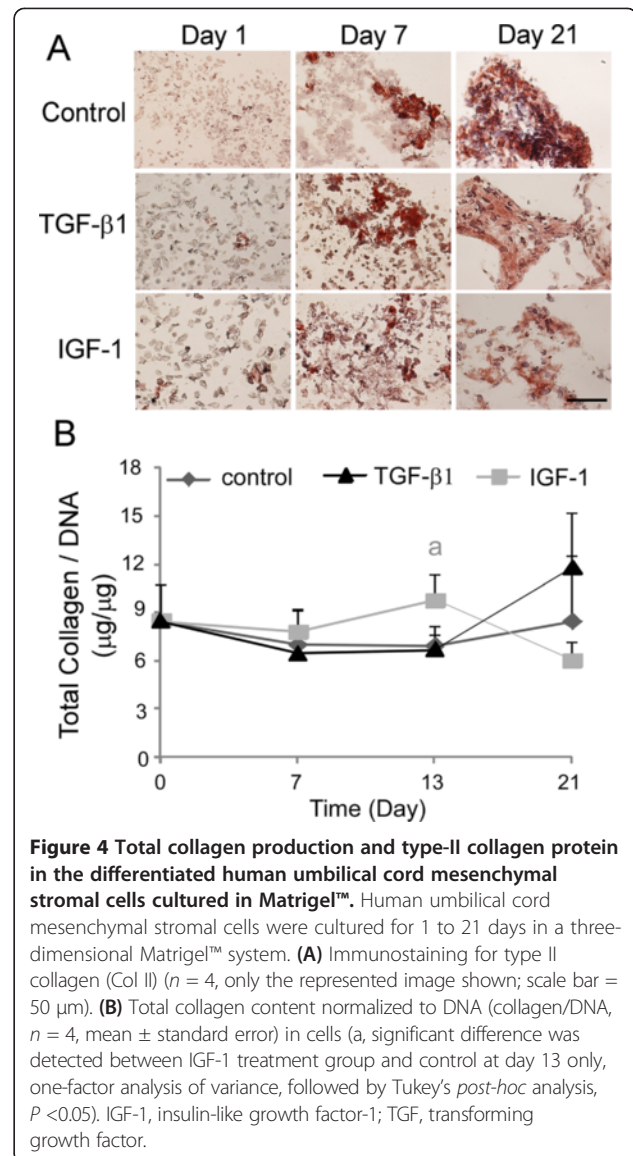 A
Day 1 Day 7 Day 21
Control
TGF-β1
IGF-1
B
control TGF-β1 IGF-1
Total Collagen / DNA
(µg/µg)
18
15
12
9
6
3
0
a
0 7 13 21
Time (Day)
Figure 4 Total collagen production and type-II collagen protein
in the differentiated human umbilical cord mesenchymal
stromal cells cultured in Matrigel™. Human umbilical cord
mesenchymal stromal cells were cultured for 1 to 21 days in a three-
dimensional Matrigel™ system. (A) Immunostaining for type II
collagen (Col II) (n = 4, only the represented image shown; scale bar =
50 μm). (B) Total collagen content normalized to DNA (collagen/DNA,
n = 4, mean ± standard error) in cells (a, significant difference was
detected between IGF-1 treatment group and control at day 13 only,
one-factor analysis of variance, followed by Tukey's post-hoc analysis,
P <0.05). IGF-1, insulin-like growth factor-1; TGF, transforming
growth factor.